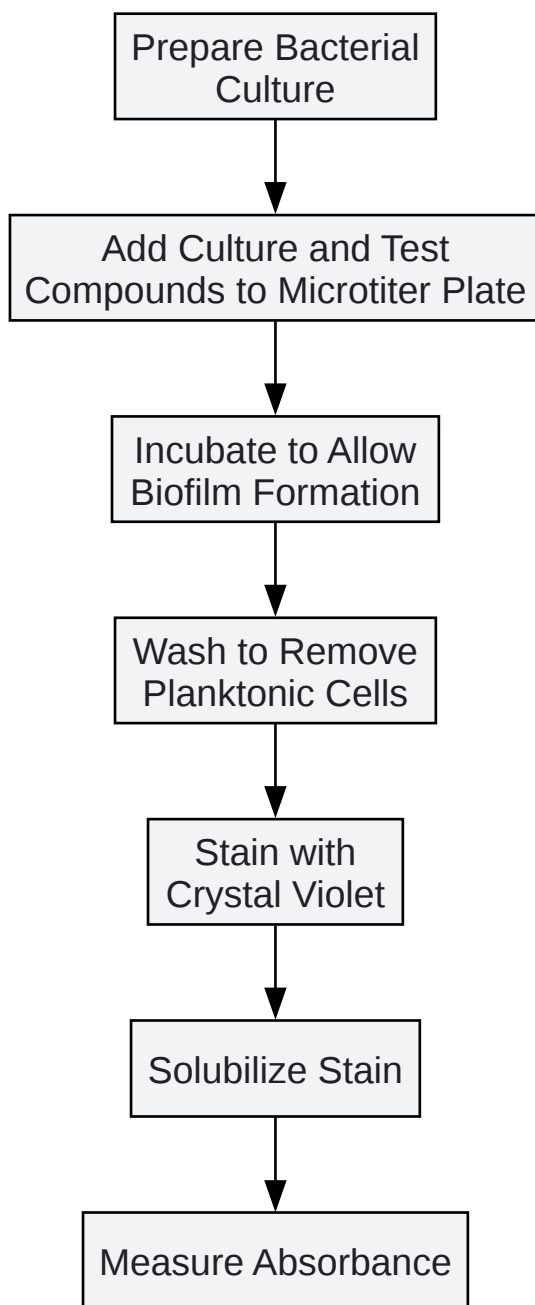 Prepare Bacterial
Culture
Add Culture and Test
Compounds to Microtiter Plate
Incubate to Allow
Biofilm Formation
Wash to Remove
Planktonic Cells
Stain with
Crystal Violet
Solubilize Stain
Measure Absorbance